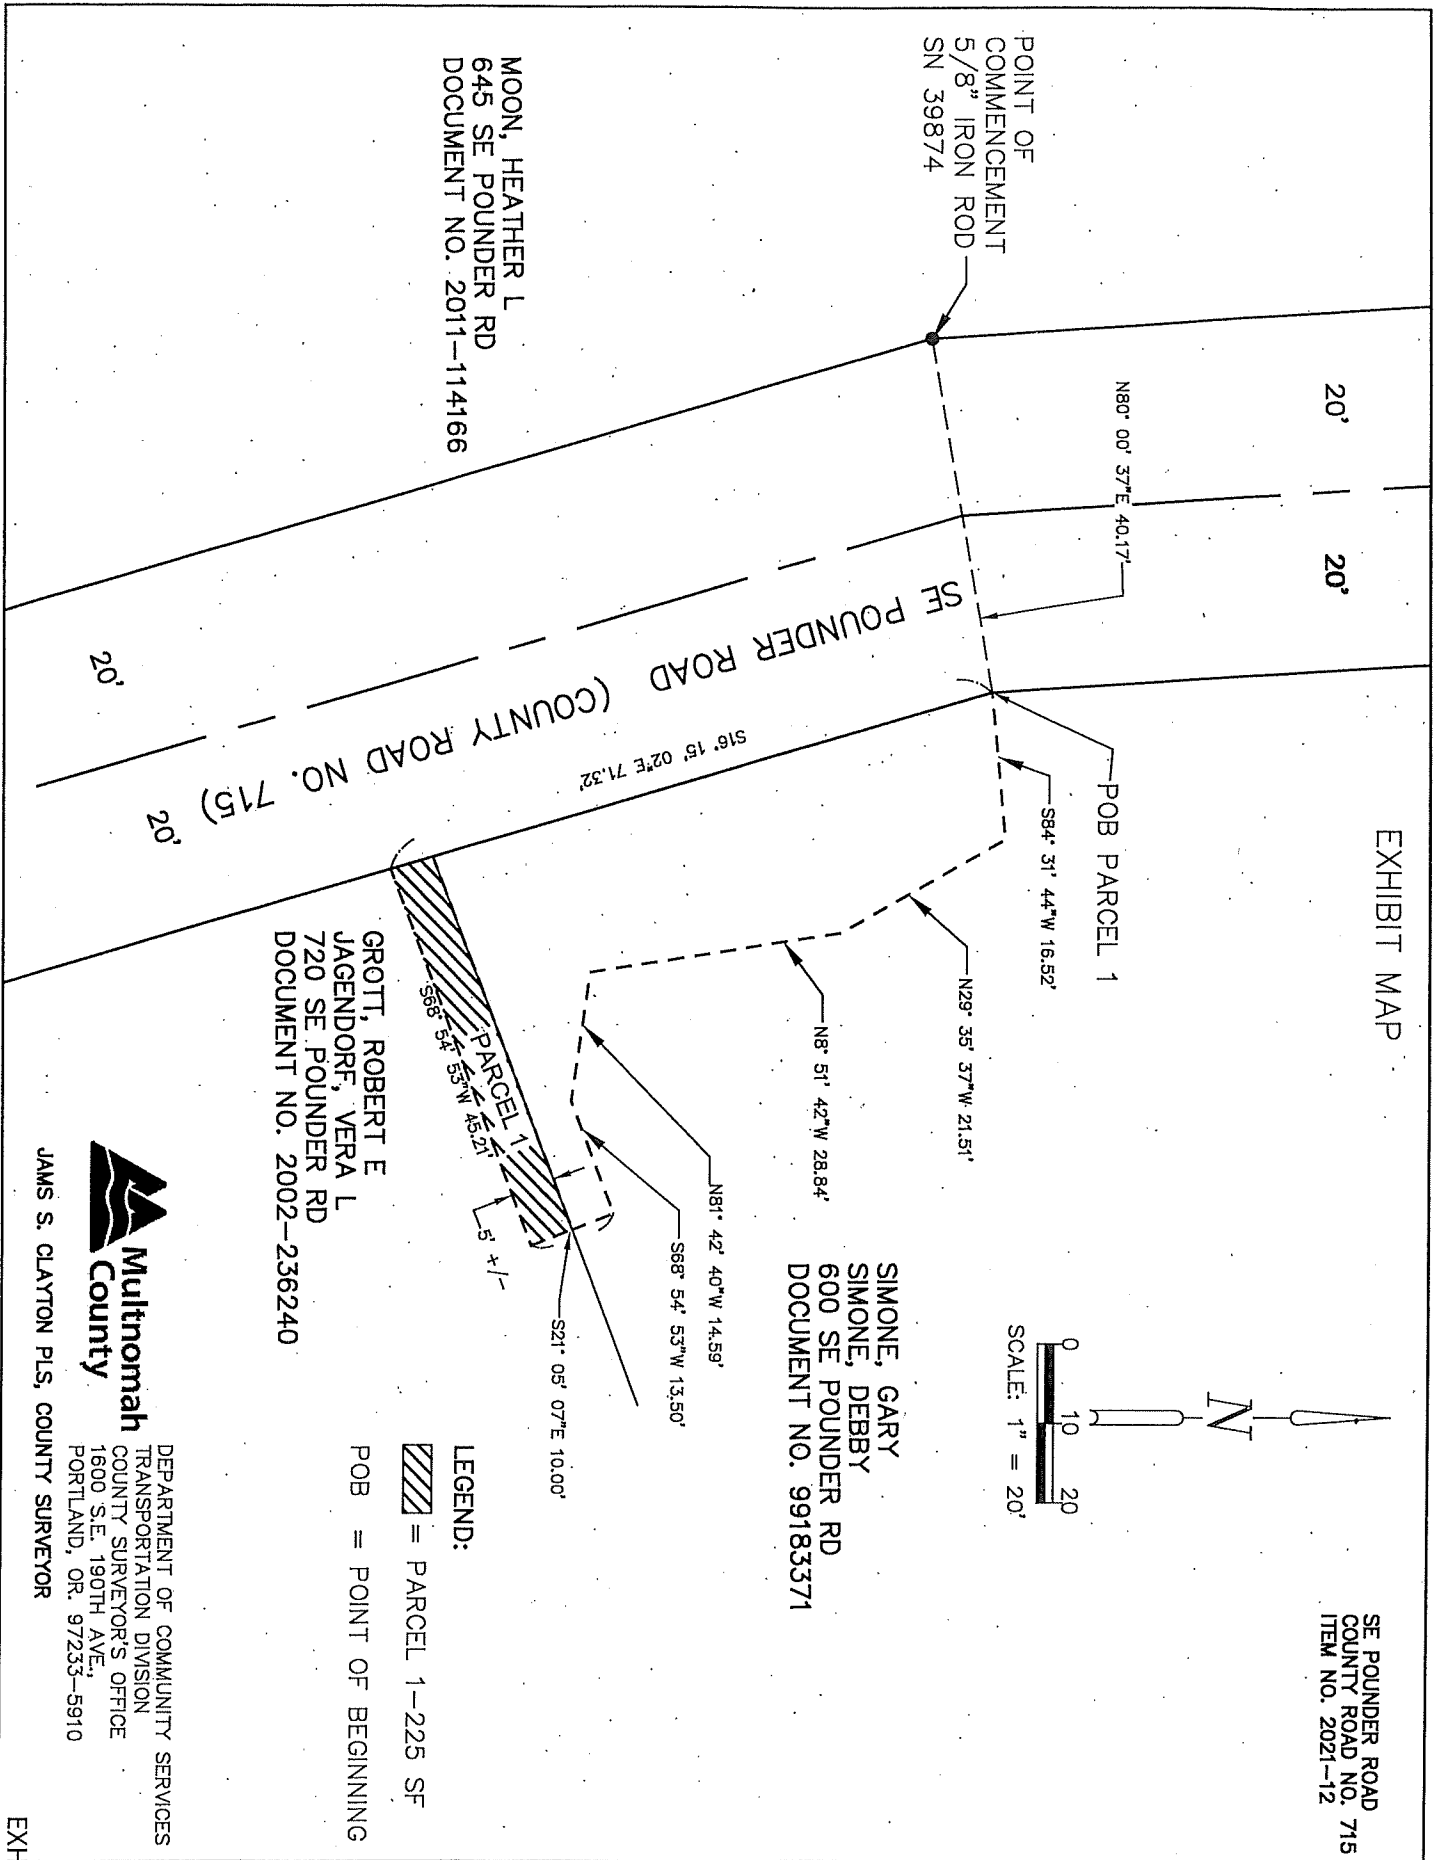 EXHIBIT MAP
SE POUNDER ROAD
COUNTY ROAD NO. 715
ITEM NO. 2021-12
20'
20'
POINT OF
COMMENCEMENT
5/8" IRON ROD
SN 39874
N80° 00' 37"E 40.17'
POB PARCEL 1
S84° 31' 44"W 16.52'
N29° 35' 37"W 21.51'
N8° 51' 42"W 28.84'
N81° 42' 40"W 14.59'
S68° 54' 53"W 13.50'
S21° 05' 07"E 10.00'
0 10 20
SCALE: 1" = 20'
N
SIMONE, GARY
SIMONE, DEBBY
600 SE POUNDER RD
DOCUMENT NO. 99183371
MOON, HEATHER L
645 SE POUNDER RD
DOCUMENT NO. 2011-114166
SE POUNDER ROAD (COUNTY ROAD NO. 715)
S16° 15' 02"E 71.32'
20'
20'
PARCEL 1
S68° 54' 53"W 45.21'
5' +/-
GROTT, ROBERT E
JAGENDORF, VERA L
720 SE POUNDER RD
DOCUMENT NO. 2002-236240
LEGEND:
= PARCEL 1-225 SF
POB = POINT OF BEGINNING
Multnomah
County
DEPARTMENT OF COMMUNITY SERVICES
TRANSPORTATION DIVISION
COUNTY SURVEYOR'S OFFICE
1600 S.E. 190TH AVE.,
PORTLAND, OR. 97233-5910
JAMS S. CLAYTON PLS, COUNTY SURVEYOR
EXH